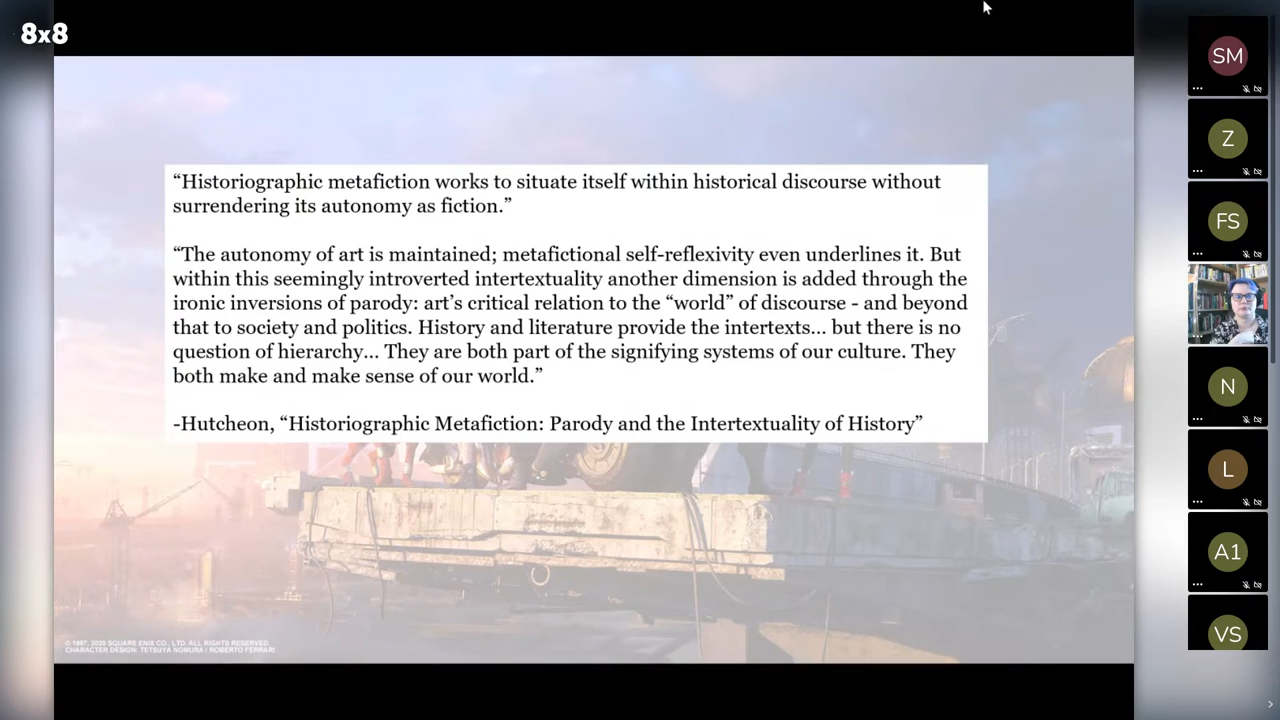 8x8
SM
“Historiographic metafiction works to situate itself within historical discourse without
surrendering its autonomy as fiction.”
“The autonomy of art is maintained; metafictional self-reflexivity even underlines it. But
within this seemingly introverted intertextuality another dimension is added through the
ironic inversions of parody: art’s critical relation to the “world” of discourse - and beyond
that to society and politics. History and literature provide the intertexts... but there is no
question of hierarchy... They are both part of the signifying systems of our culture. They
both make and make sense of our world.”
-Hutcheon, “Historiographic Metafiction: Parody and the Intertextuality of History”
Z
FS
N
L
A1
VS
© 1997, 2020 SQUARE ENIX CO., LTD. ALL RIGHTS RESERVED.
CHARACTER DESIGN: TETSUYA NOMURA / ROBERTO FERRARI